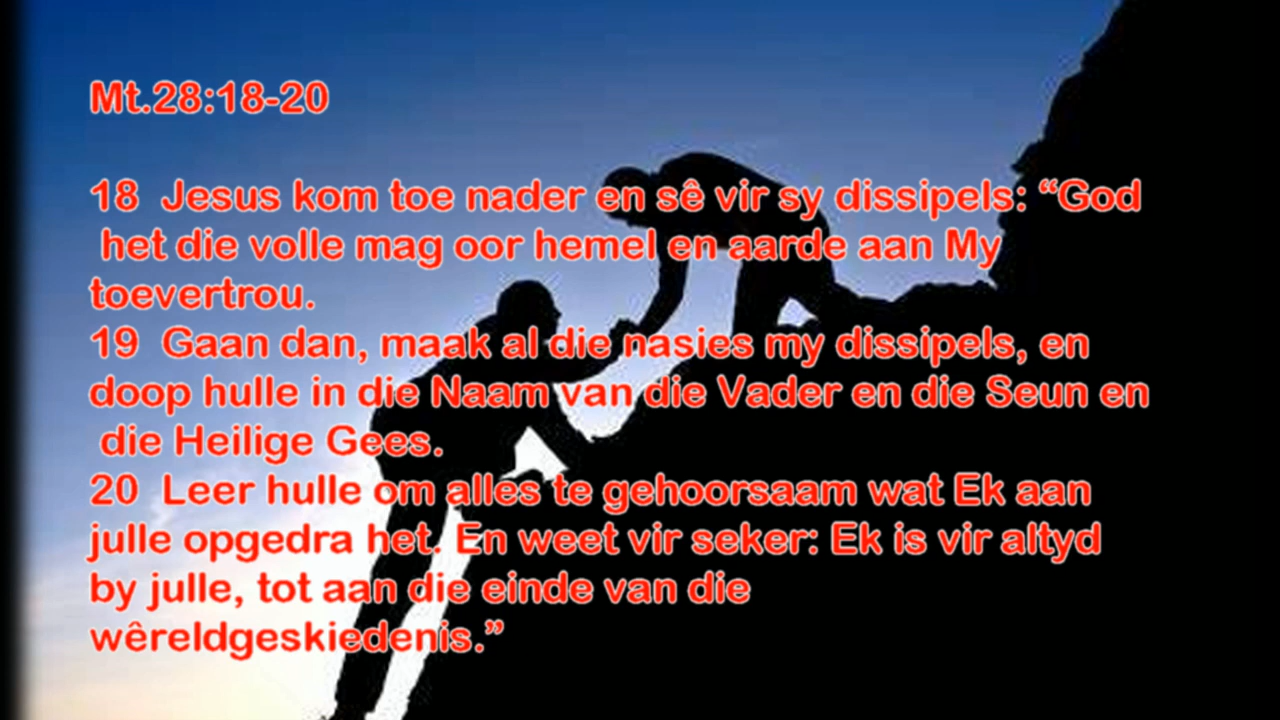 Mt.28:18-20
18 Jesus kom toe nader en sê vir sy dissipels: “God
het die volle mag oor hemel en aarde aan My
toevertrou.
19 Gaan dan, maak al die nasies my dissipels, en
doop hulle in die Naam van die Vader en die Seun en
die Heilige Gees.
20 Leer hulle om alles te gehoorsaam wat Ek aan
julle opgedra het. En weet vir seker: Ek is vir altyd
by julle, tot aan die einde van die
wêreldgeskiedenis.”